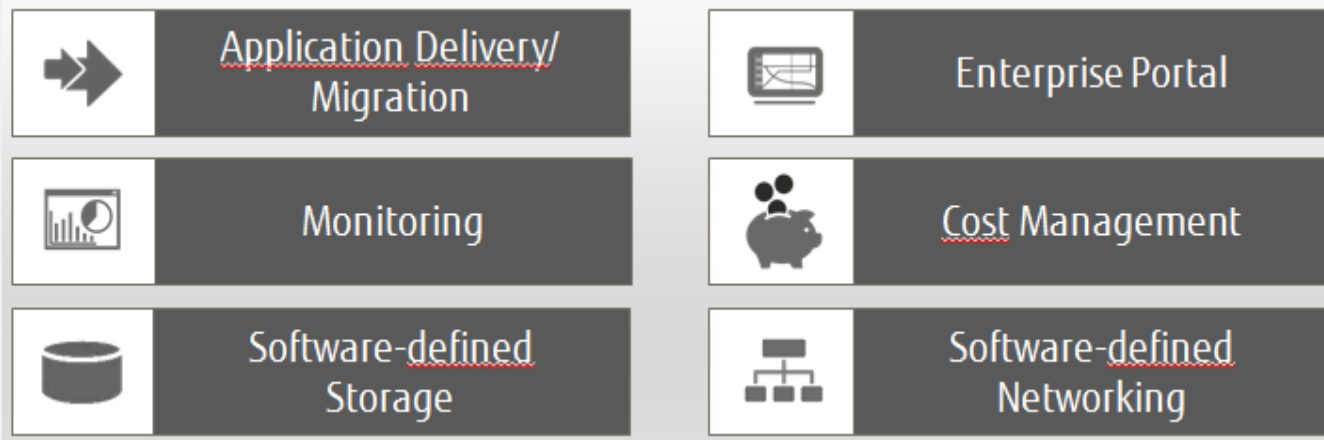 Application Delivery/
Migration
Enterprise Portal
Monitoring
Cost Management
Software-defined
Storage
Software-defined
Networking